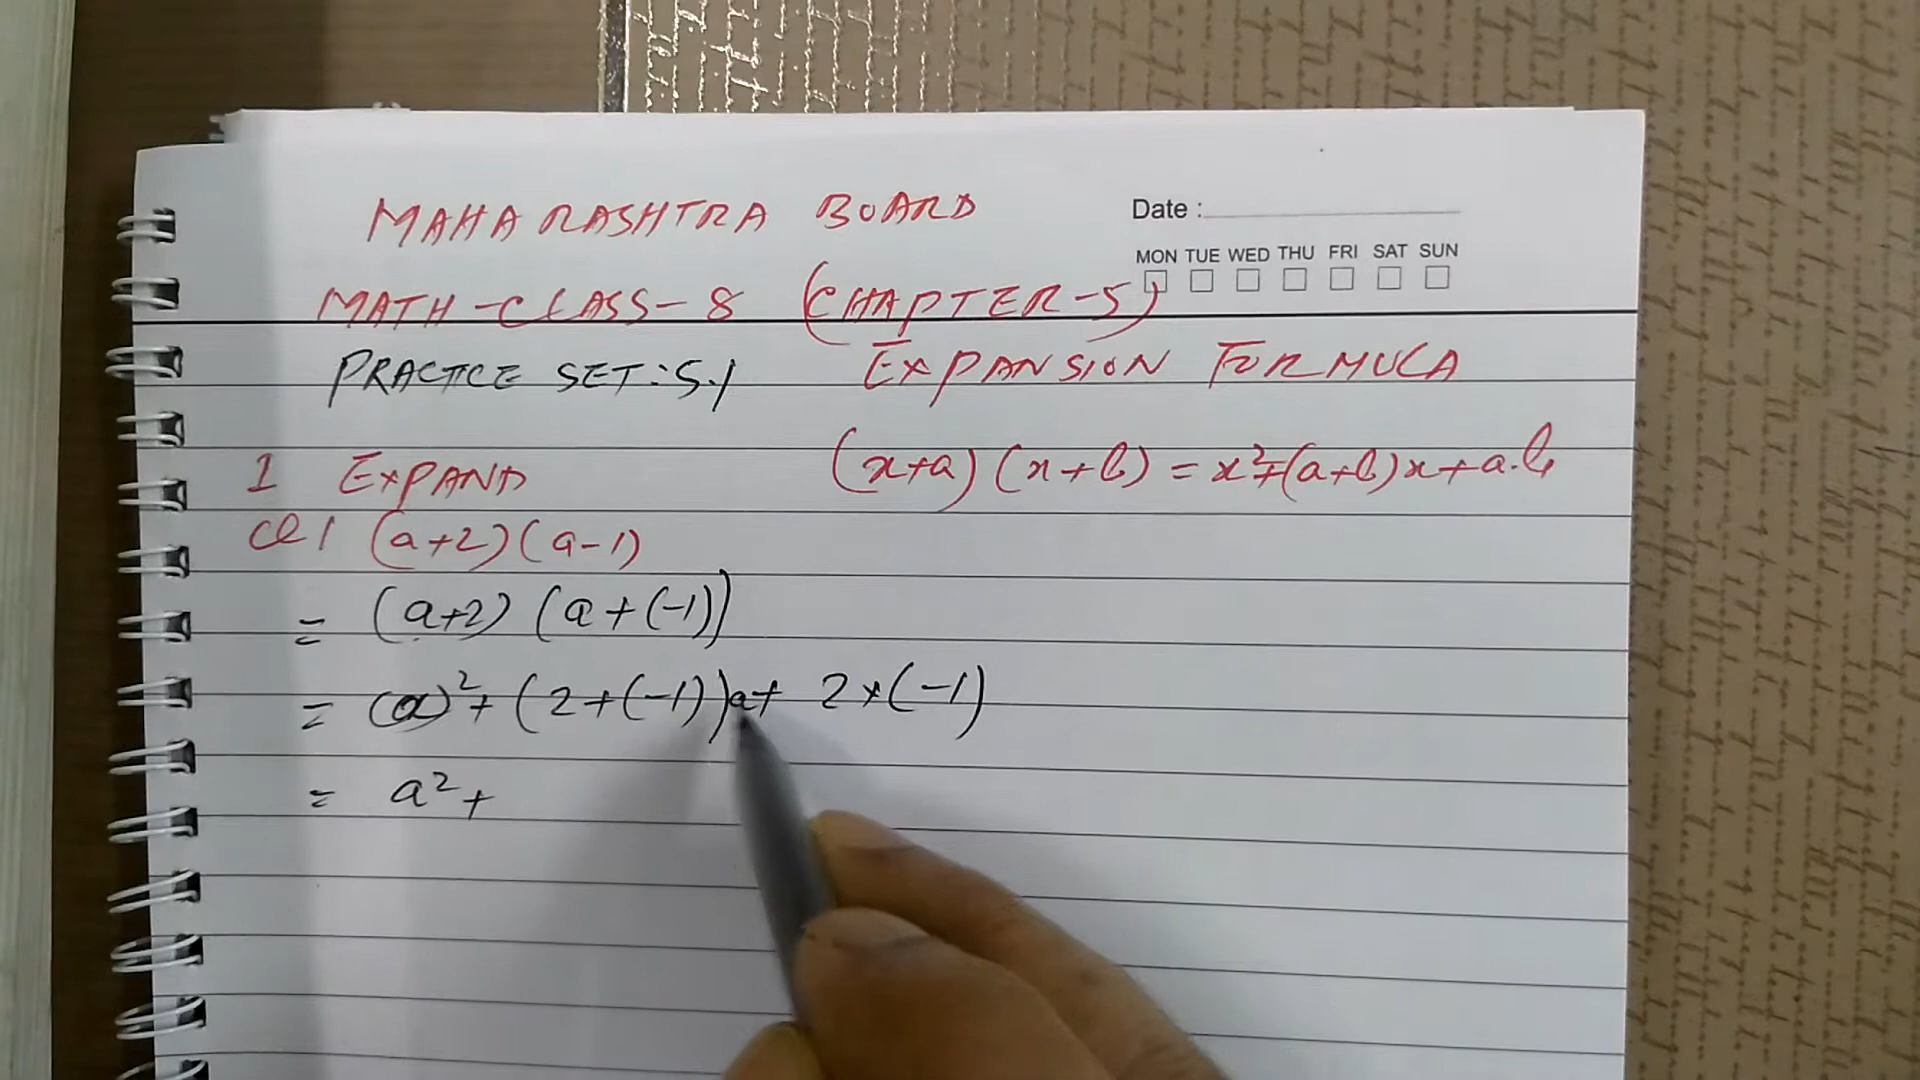 MAHARASHTRA BOARD
Date :
MON TUE WED THU FRI SAT SUN
MATH-CLASS-8 (CHAPTER-5)
PRACTICE SET:5.1 EXPANSION FORMULA
1 EXPAND (x+a) (x+b) = x²+(a+b)x+a.b
Q1 (a+2)(a-1)
= (a+2) (a+(-1))
= (a)²+(2+(-1))a+ 2×(-1)
= a²+